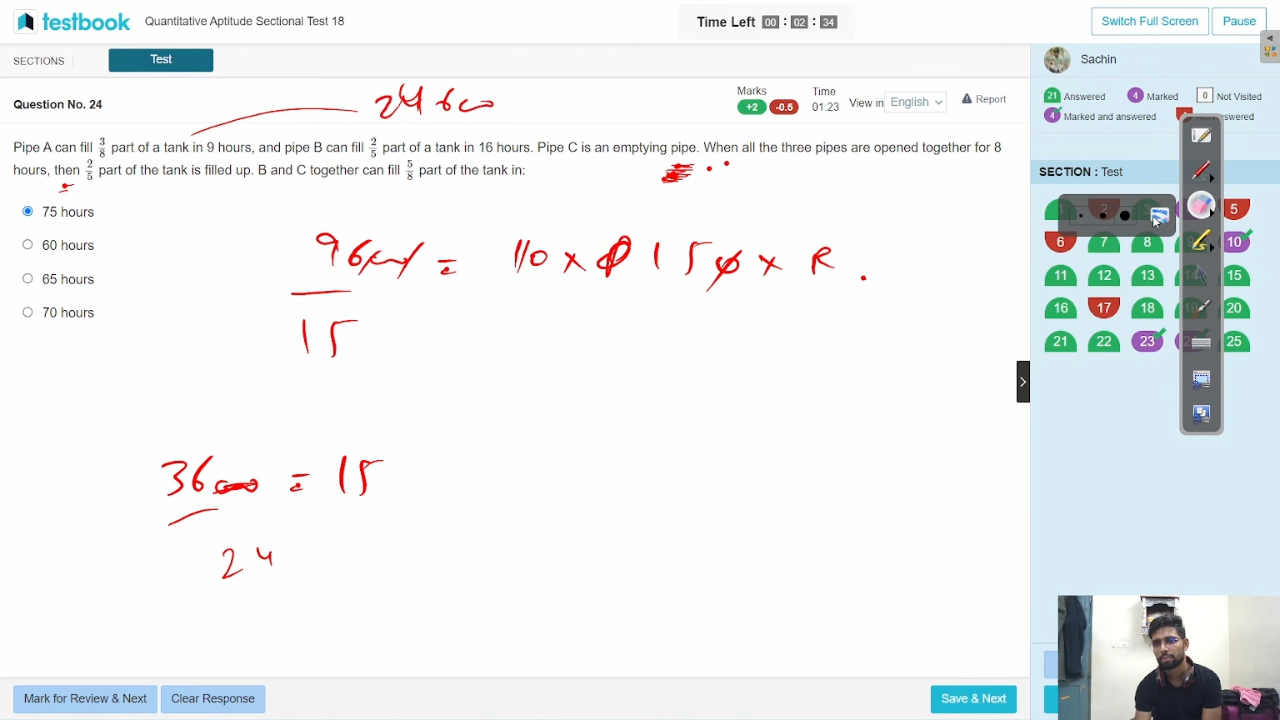 testbook Quantitative Aptitude Sectional Test 18 Time Left 00 : 02 : 34 Switch Full Screen Pause
SECTIONS Test
Sachin
Question No. 24 Marks +2 -0.5 Time 01:23 View in English Report
21 Answered 4 Marked 0 Not Visited
4 Marked and answered
Pipe A can fill 3/8 part of a tank in 9 hours, and pipe B can fill 2/5 part of a tank in 16 hours. Pipe C is an emptying pipe. When all the three pipes are opened together for 8
hours, then 2/5 part of the tank is filled up. B and C together can fill 5/8 part of the tank in:
75 hours
60 hours
65 hours
70 hours
15
= 15
24
SECTION : Test
5
6 7 8 10
11 12 13 15
16 17 18 20
21 22 23 25
Mark for Review & Next Clear Response Save & Next